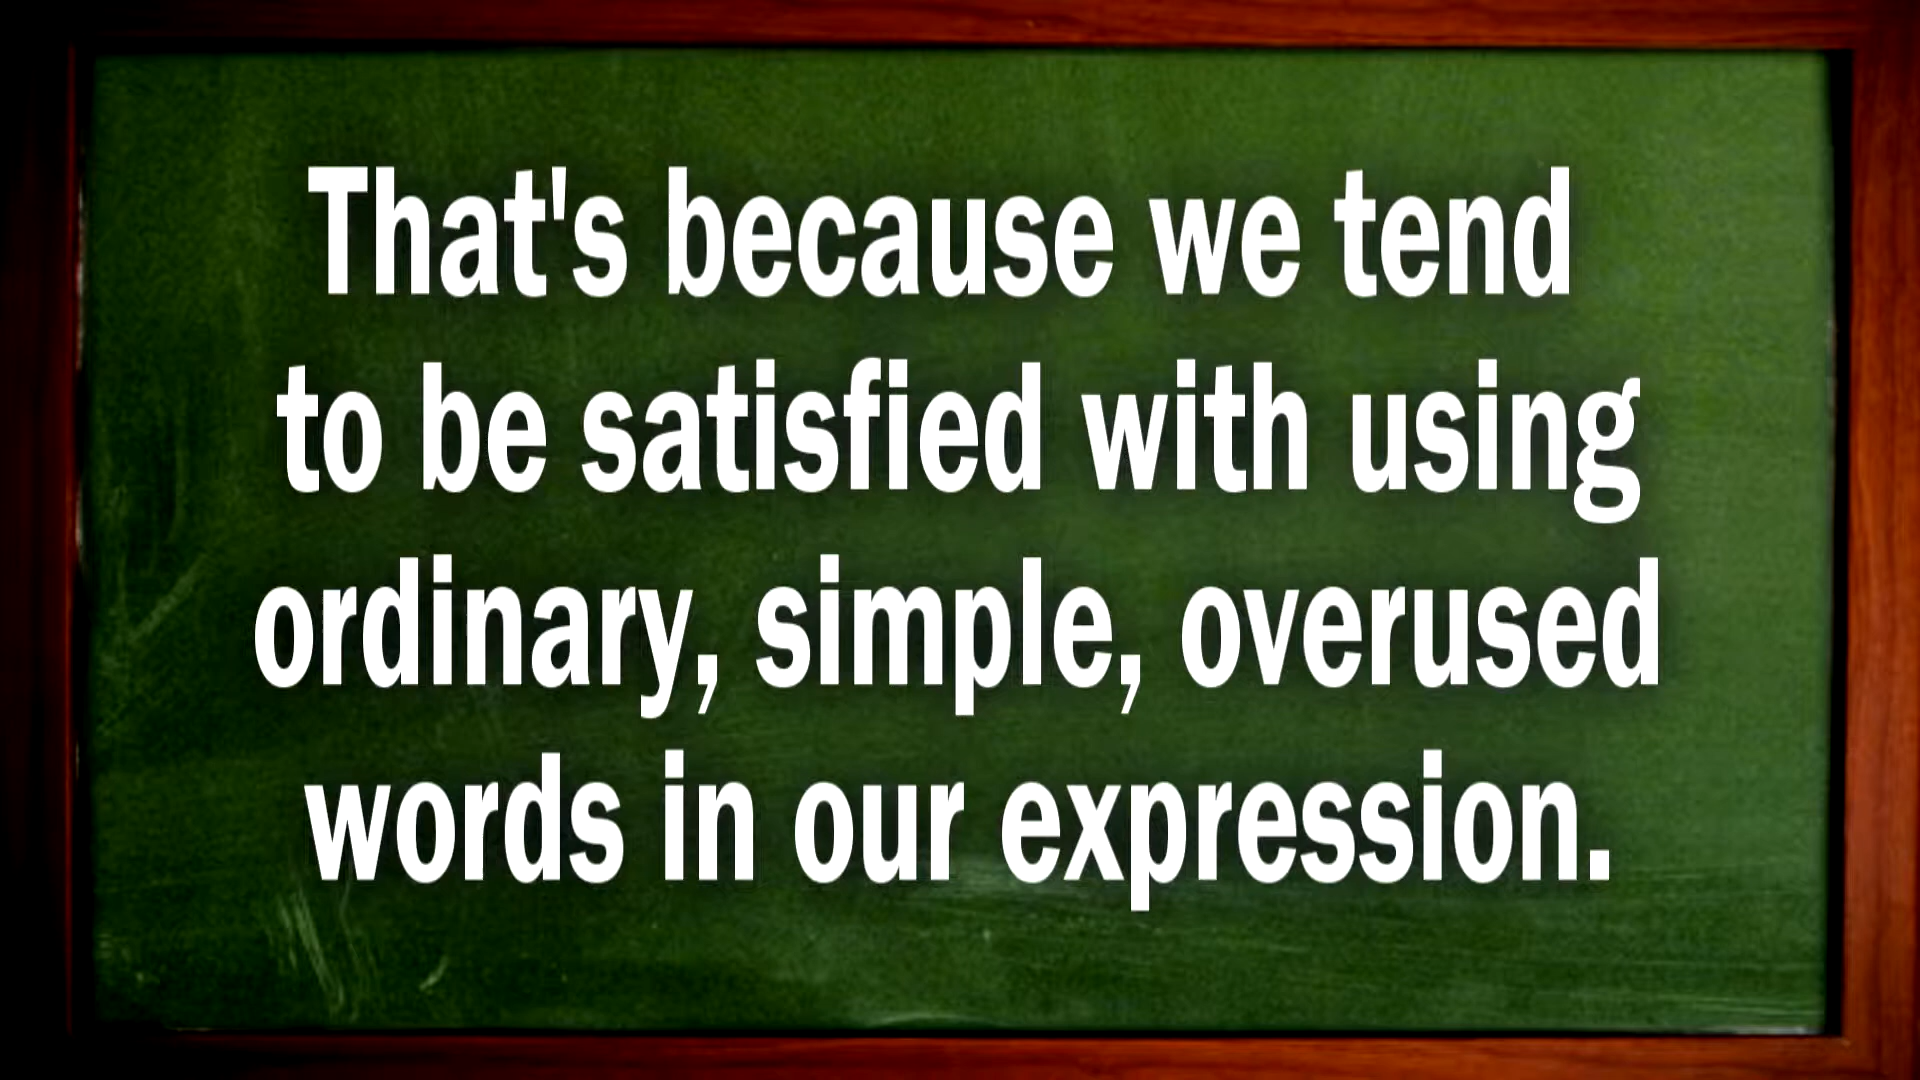 That's because we tend
to be satisfied with using
ordinary, simple, overused
words in our expression.